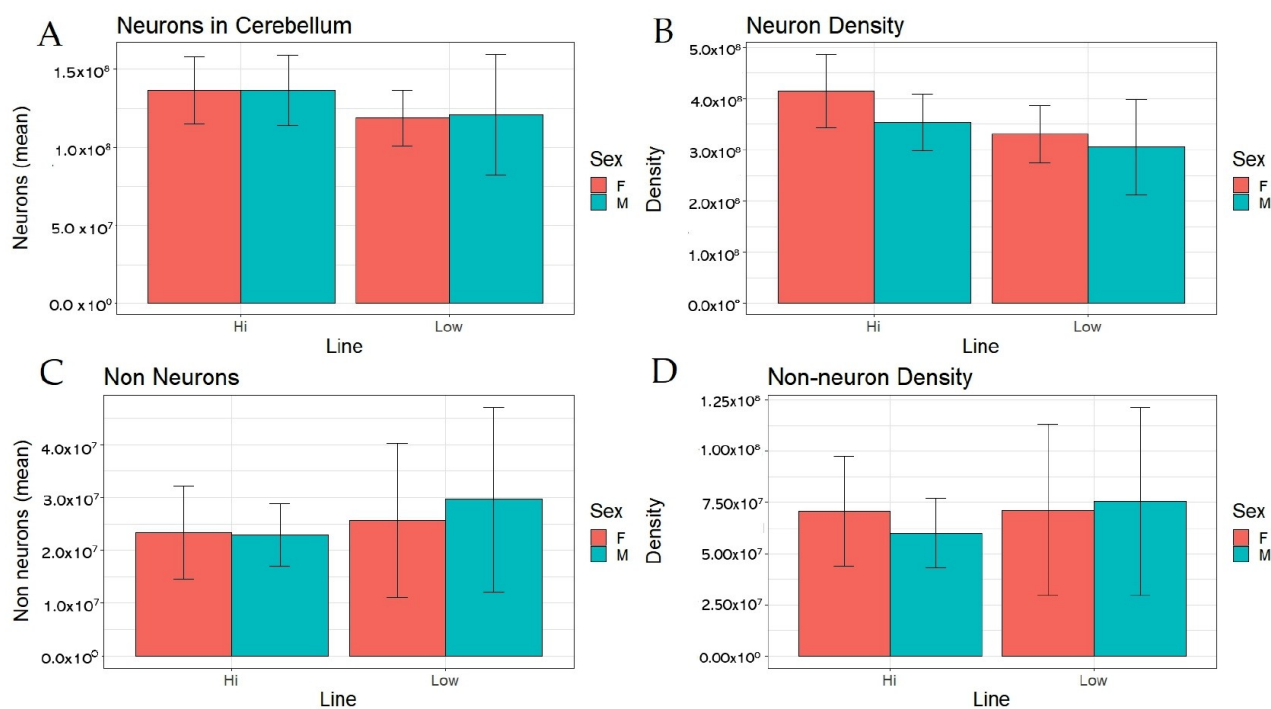 A
Neurons in Cerebellum
Neurons (mean)
1.5x10⁸
1.0x10⁸
5.0 x10⁷
0.0 x10⁰
Hi
Low
Line
Sex
F
M
B
Neuron Density
Density
5.0x10⁸
4.0x10⁸
3.0x10⁸
2.0x10⁸
1.0x10⁸
0.0x10⁰
Hi
Low
Line
Sex
F
M
C
Non Neurons
Non neurons (mean)
4.0x10⁷
3.0x10⁷
2.0x10⁷
1.0x10⁷
0.0x10⁰
Hi
Low
Line
Sex
F
M
D
Non-neuron Density
Density
1.25x10⁸
1.00x10⁸
7.50x10⁷
5.00x10⁷
2.50x10⁷
0.00x10⁰
Hi
Low
Line
Sex
F
M